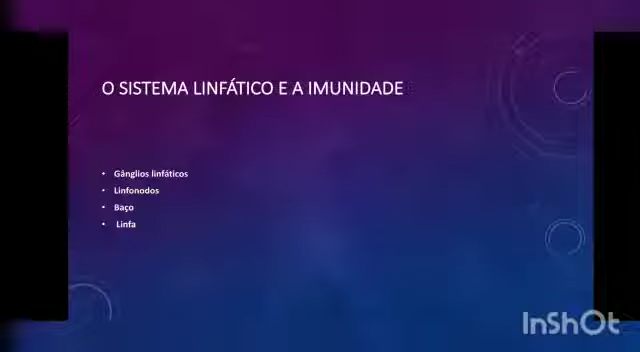 O SISTEMA LINFÁTICO E A IMUNIDADE
• Gânglios linfáticos
• Linfonodos
• Baço
• Linfa
InShOt